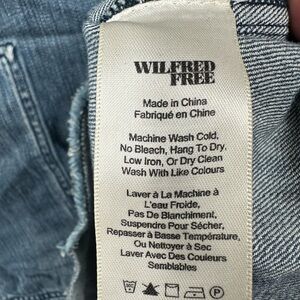 WILFRED
FREE
Made in China
Fabriqué en Chine
Machine Wash Cold,
No Bleach, Hang To Dry.
Low Iron, Or Dry Clean
Wash With Like Colours
Laver À La Machine À
L'eau Froide,
Pas De Blanchiment,
Suspendre Pour Sécher,
Repasser À Basse Température,
Ou Nettoyer À Sec
Laver Avec Des Couleurs
Semblables
P